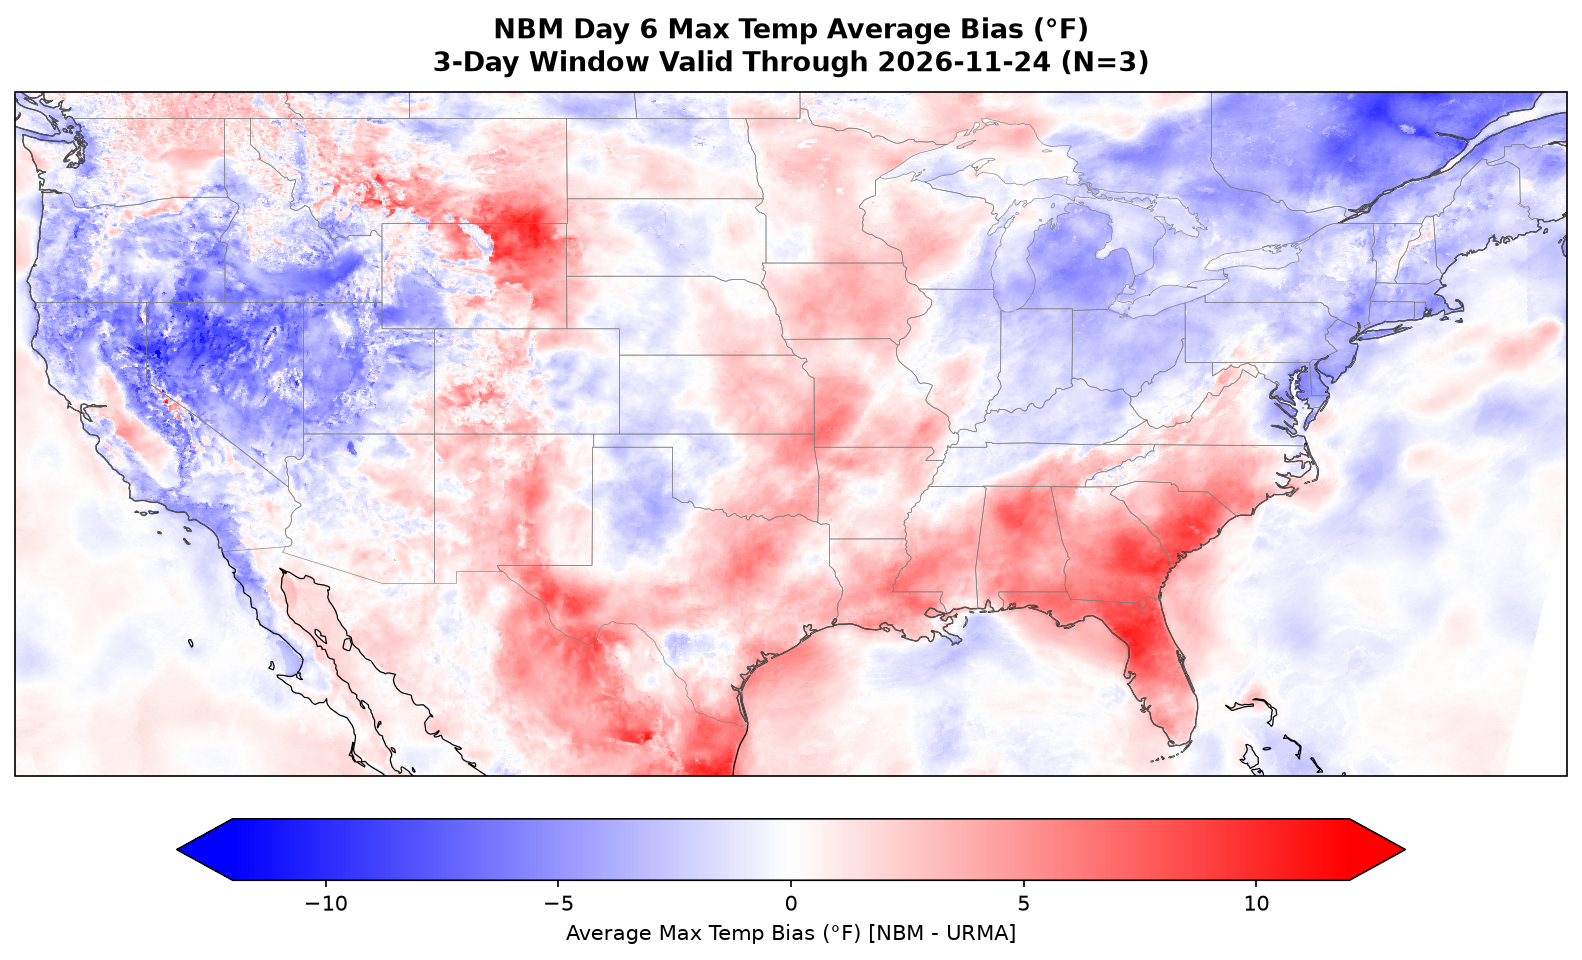 NBM Day 6 Max Temp Average Bias (°F)
3-Day Window Valid Through 2026-11-24 (N=3)
−10 −5 0 5 10
Average Max Temp Bias (°F) [NBM - URMA]